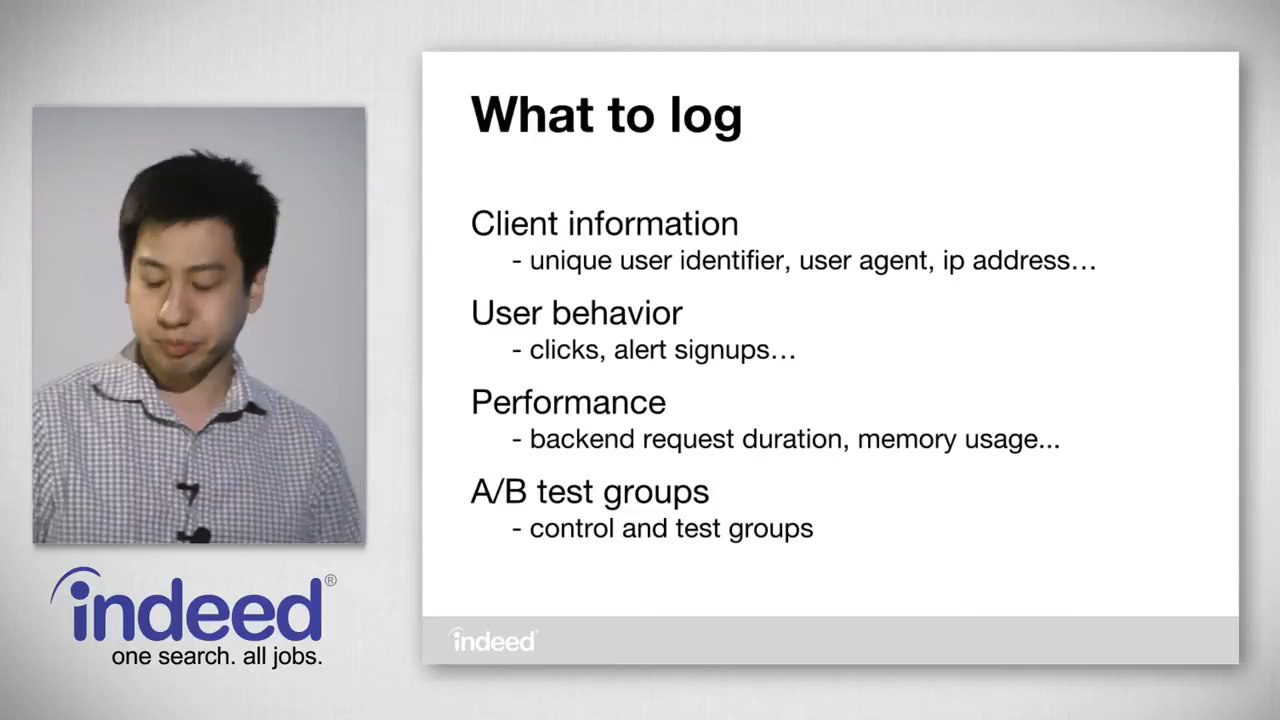 What to log
Client information
- unique user identifier, user agent, ip address…
User behavior
- clicks, alert signups…
Performance
- backend request duration, memory usage...
A/B test groups
- control and test groups
indeed
indeed®
one search. all jobs.